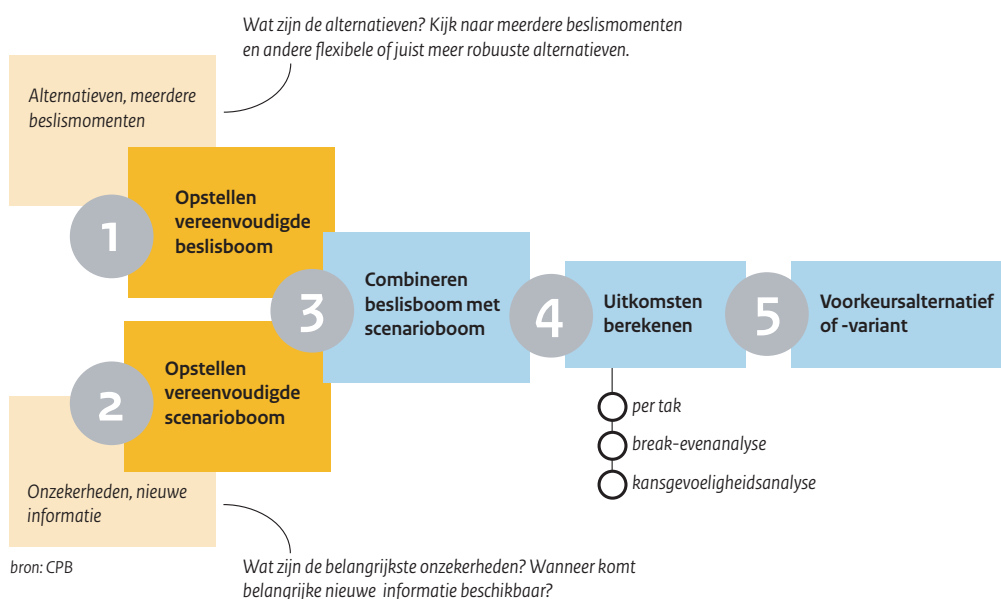 Wat zijn de alternatieven? Kijk naar meerdere beslismomenten
en andere flexibele of juist meer robuuste alternatieven.
Alternatieven, meerdere
beslismomenten
1
Opstellen
vereenvoudigde
beslisboom
2
Opstellen
vereenvoudigde
scenarioboom
Onzekerheden, nieuwe
informatie
3
Combineren
beslisboom met
scenarioboom
4
Uitkomsten
berekenen
per tak
break-evenanalyse
kansgevoeligheidsanalyse
5
Voorkeursalternatief
of -variant
Wat zijn de belangrijkste onzekerheden? Wanneer komt
belangrijke nieuwe informatie beschikbaar?
bron: CPB